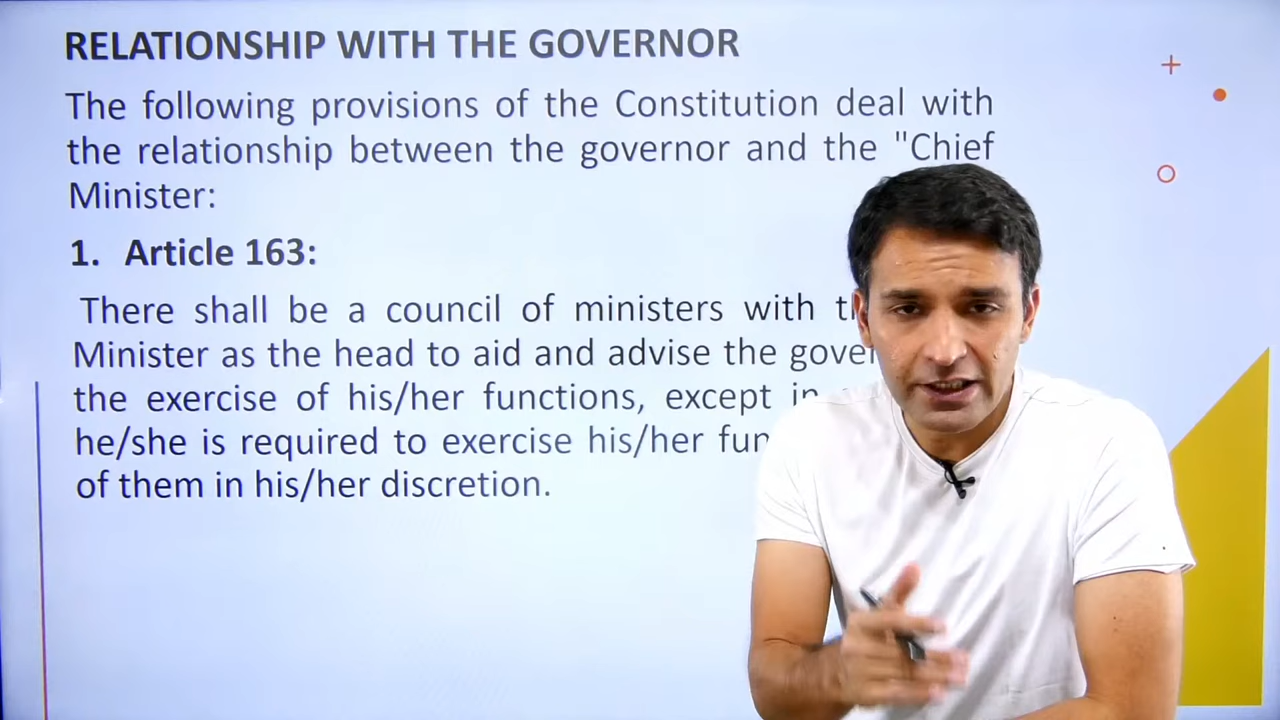 RELATIONSHIP WITH THE GOVERNOR
The following provisions of the Constitution deal with
the relationship between the governor and the "Chief
Minister:
1. Article 163:
There shall be a council of ministers with
Minister as the head to aid and advise the
the exercise of his/her functions, except in
he/she is required to exercise his/her
of them in his/her discretion.